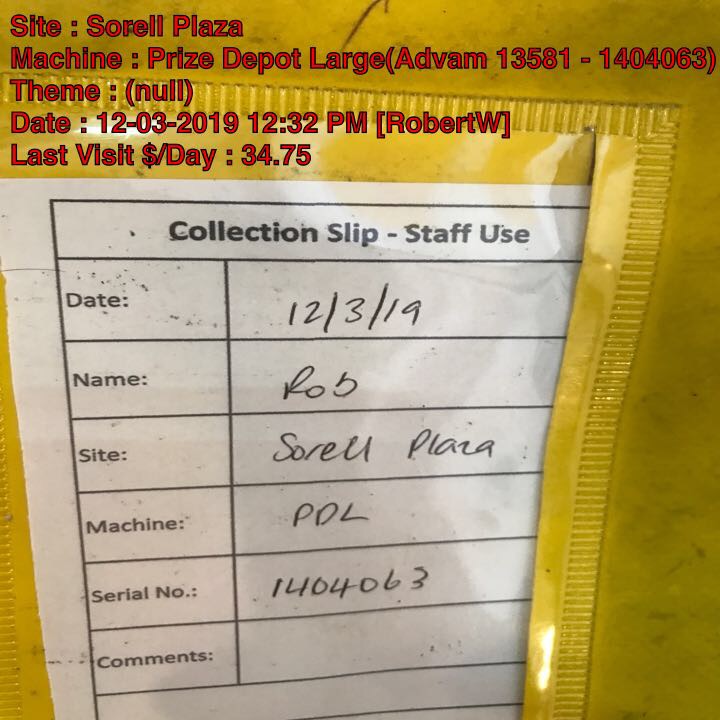 Site : Sorell Plaza
Machine : Prize Depot Large(Advam 13581 - 1404063)
Theme : (null)
Date : 12-03-2019 12:32 PM [RobertW]
Last Visit $/Day : 34.75
Collection Slip - Staff Use
Date: 12/3/19
Name: Rob
Site: Sorell Plaza
Machine: PDL
Serial No.: 1404063
Comments: